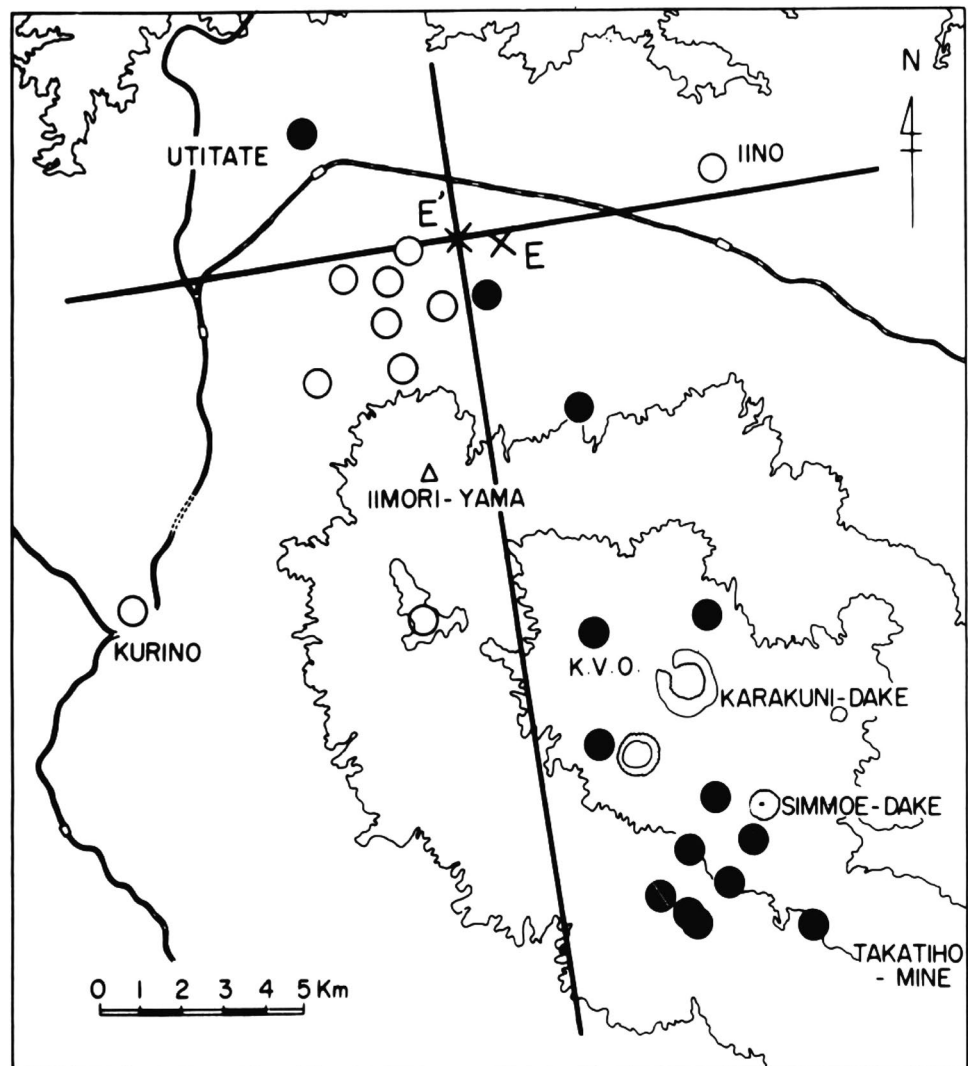 N
UTITATE
IINO
E'
E
IIMORI-YAMA
KURINO
K.V.O.
KARAKUNI-DAKE
SIMMOE-DAKE
TAKATIHO
-MINE
0 1 2 3 4 5 Km